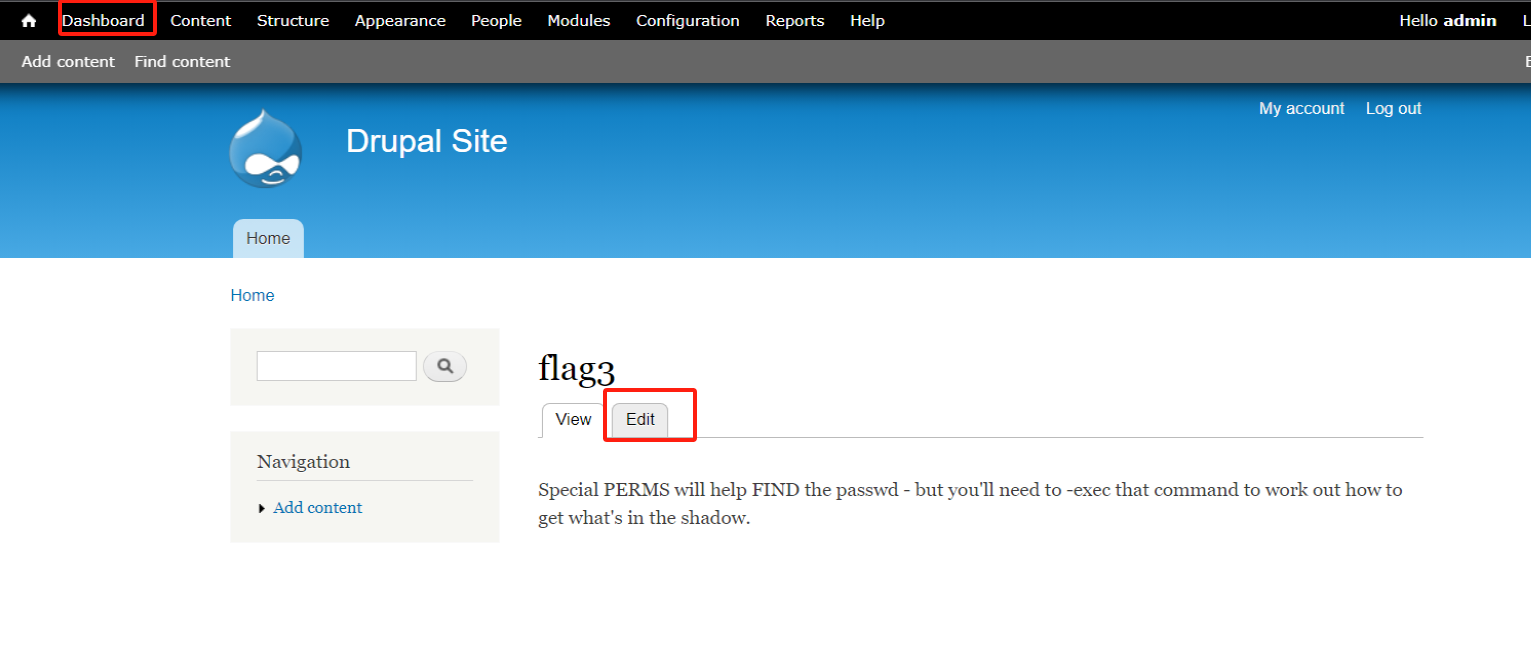 Dashboard Content Structure Appearance People Modules Configuration Reports Help Hello admin L
Add content Find content E
My account Log out
Drupal Site
Home
Home
flag3
View Edit
Navigation
Add content
Special PERMS will help FIND the passwd - but you'll need to -exec that command to work out how to
get what's in the shadow.